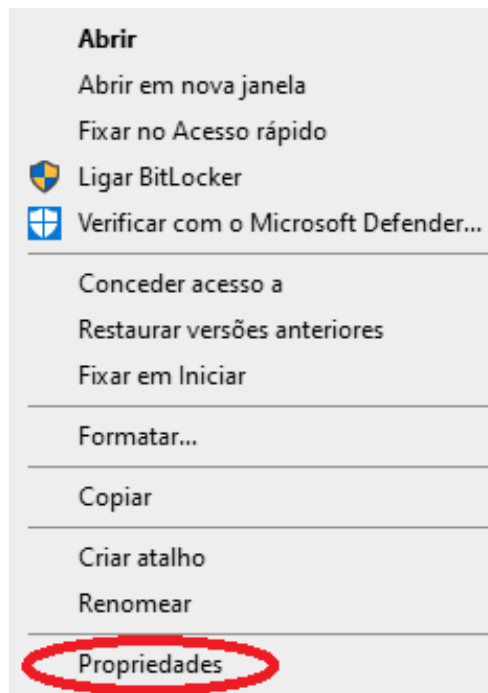 Abrir
Abrir em nova janela
Fixar no Acesso rápido
Ligar BitLocker
Verificar com o Microsoft Defender...
Conceder acesso a
Restaurar versões anteriores
Fixar em Iniciar
Formatar...
Copiar
Criar atalho
Renomear
Propriedades